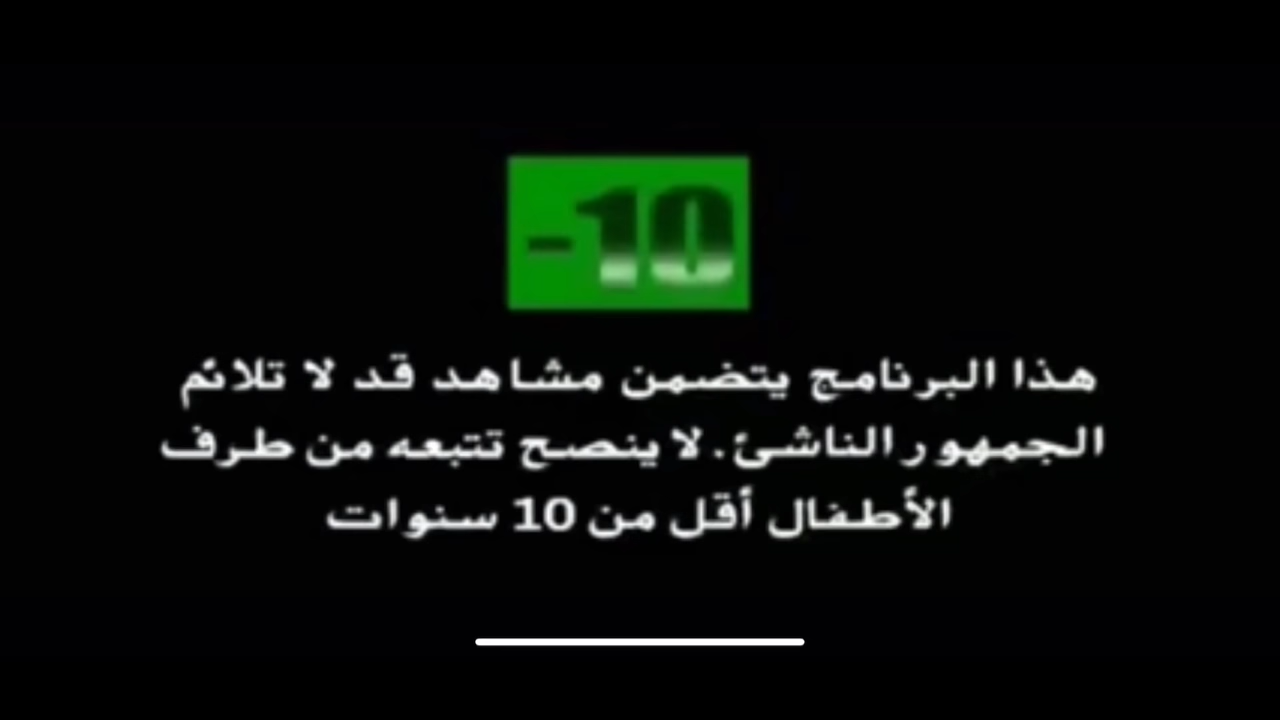 -10
هذا البرنامج يتضمن مشاهد قد لا تلائم
الجمهور الناشئ. لا ينصح تتبعه من طرف
الأطفال أقل من 10 سنوات